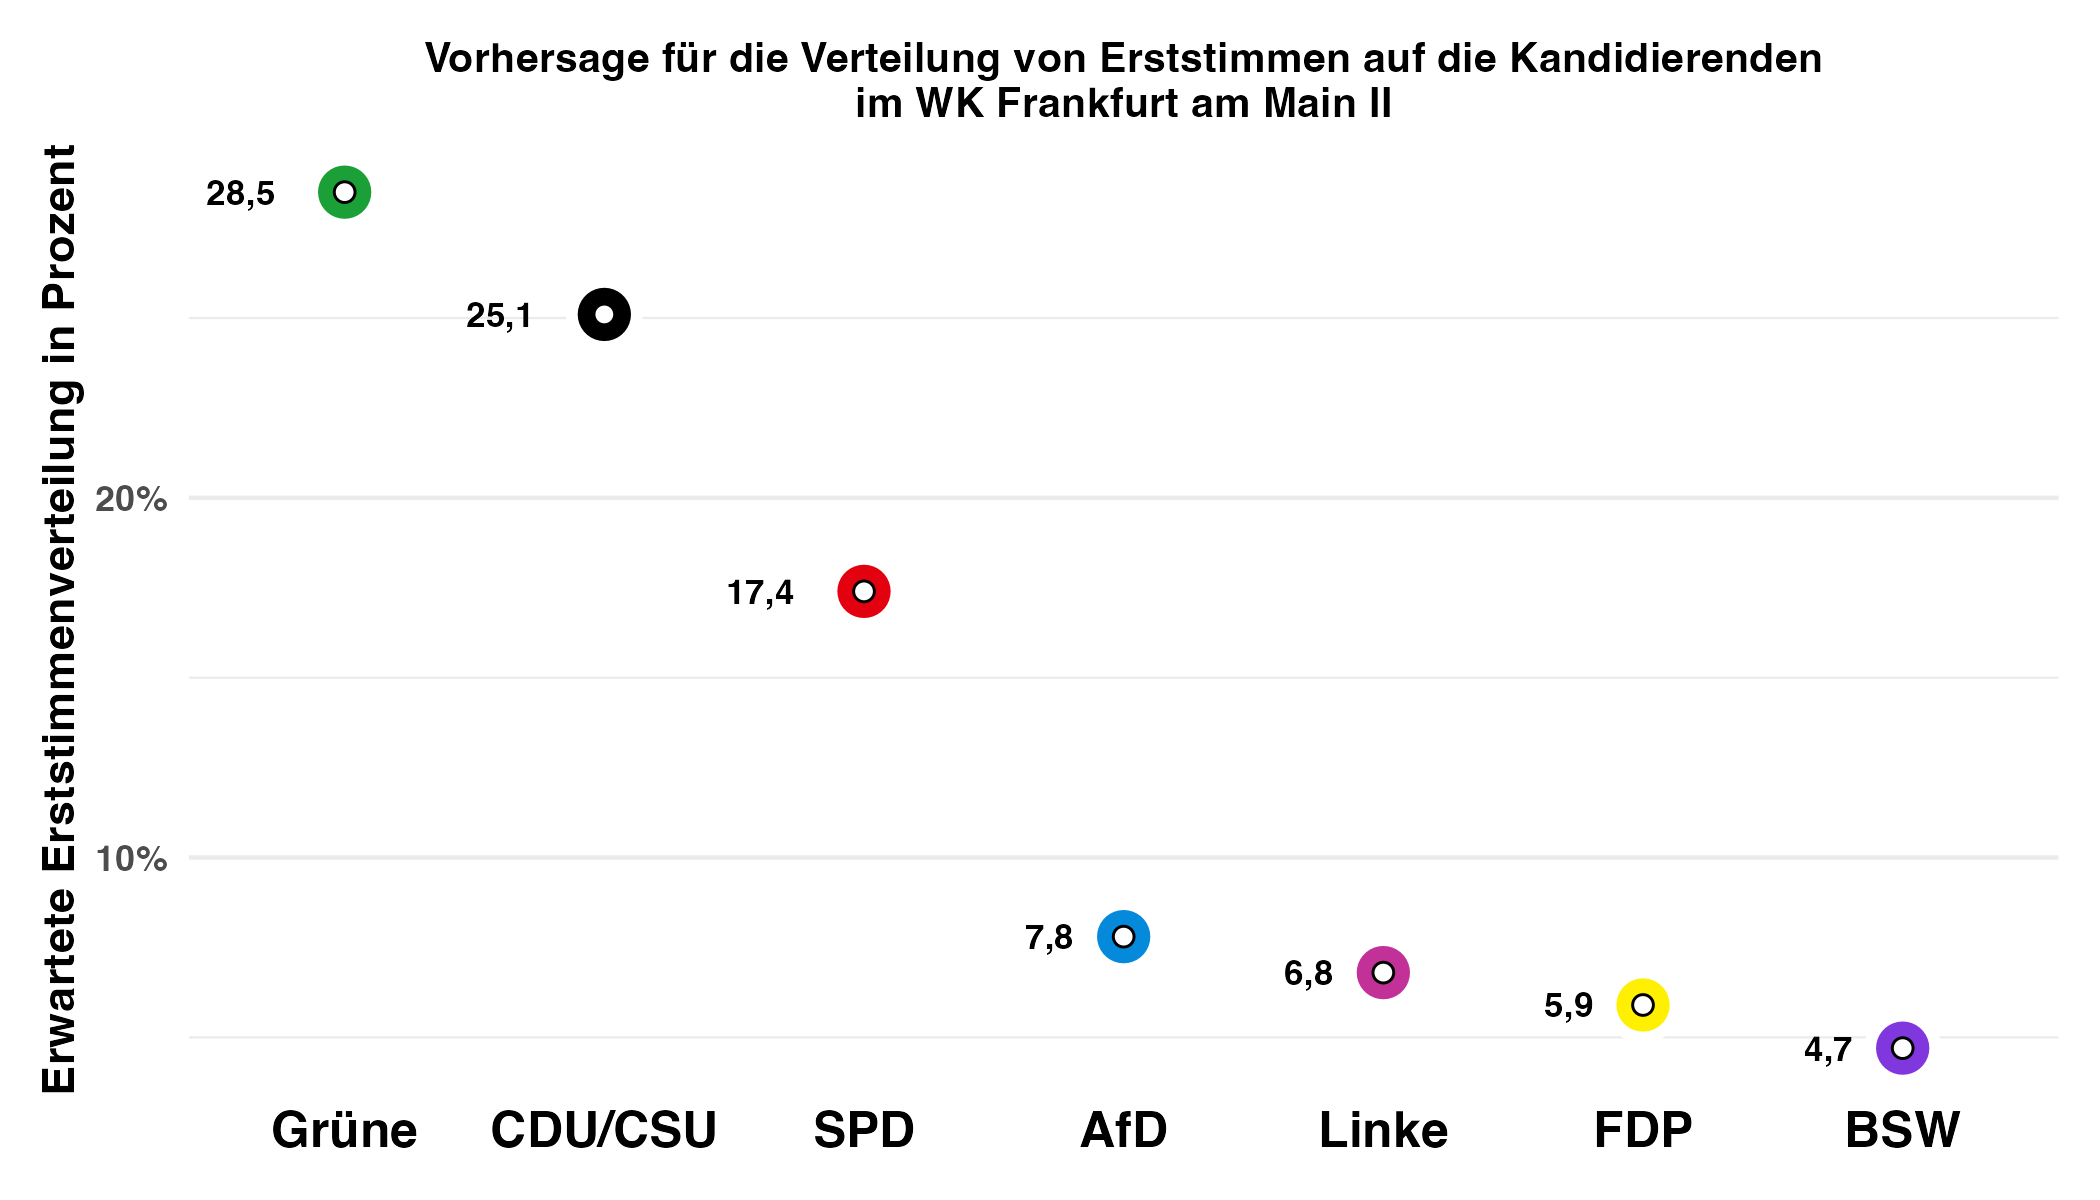 Vorhersage für die Verteilung von Erststimmen auf die Kandidierenden
im WK Frankfurt am Main II
Erwartete Erststimmenverteilung in Prozent
28,5
25,1
20%
17,4
10%
7,8
6,8
5,9
4,7
Grüne CDU/CSU SPD AfD Linke FDP BSW